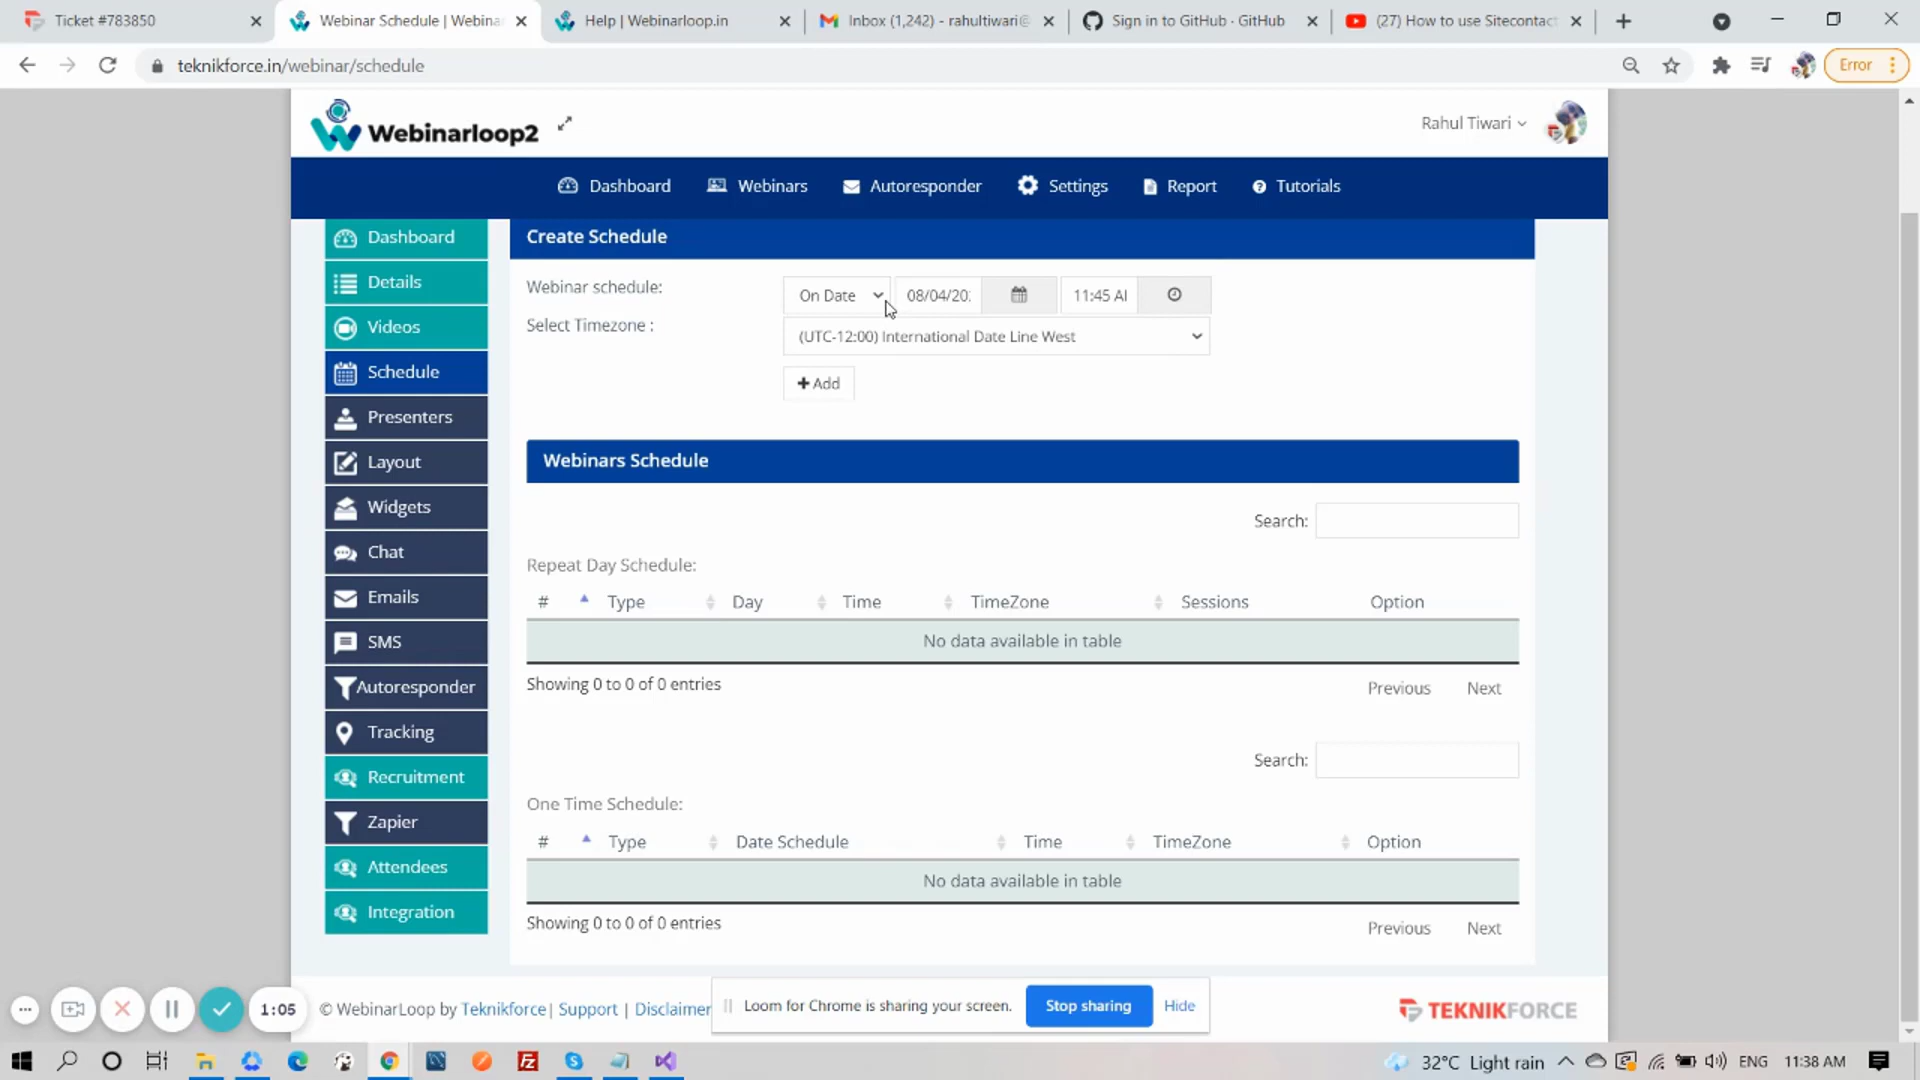 Ticket #783850
Webinar Schedule | Webina
Help | Webinarloop.in
Inbox (1,242) - rahultiwari@
Sign in to GitHub · GitHub
(27) How to use Sitecontact
teknikforce.in/webinar/schedule
Error
Webinarloop2
Rahul Tiwari
Dashboard
Webinars
Autoresponder
Settings
Report
Tutorials
Dashboard
Details
Videos
Schedule
Presenters
Layout
Widgets
Chat
Emails
SMS
Autoresponder
Tracking
Recruitment
Zapier
Attendees
Integration
Create Schedule
Webinar schedule:
On Date
08/04/20
11:45 A
Select Timezone :
(UTC-12:00) International Date Line West
Add
Webinars Schedule
Search:
Repeat Day Schedule:
# Type Day Time TimeZone Sessions Option
No data available in table
Showing 0 to 0 of 0 entries
Previous Next
Search:
One Time Schedule:
# Type Date Schedule Time TimeZone Option
No data available in table
Showing 0 to 0 of 0 entries
Previous Next
1:05
© WebinarLoop by Teknikforce| Support | Disclaimer
Loom for Chrome is sharing your screen.
Stop sharing
Hide
TEKNIKFORCE
32°C Light rain
ENG
11:38 AM